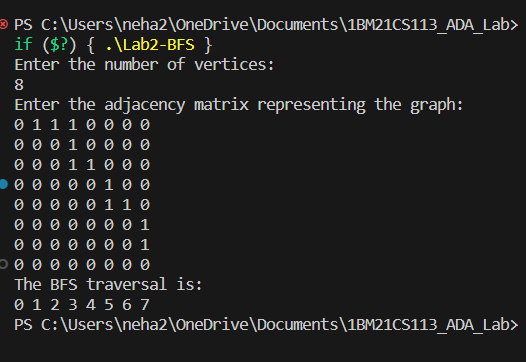 PS C:\Users\neha2\OneDrive\Documents\1BM21CS113_ADA_Lab>
if ($?) { .\Lab2-BFS }
Enter the number of vertices:
8
Enter the adjacency matrix representing the graph:
0 1 1 1 0 0 0 0
0 0 0 1 0 0 0 0
0 0 0 1 1 0 0 0
0 0 0 0 0 1 0 0
0 0 0 0 0 1 1 0
0 0 0 0 0 0 0 1
0 0 0 0 0 0 0 1
0 0 0 0 0 0 0 0
The BFS traversal is:
0 1 2 3 4 5 6 7
PS C:\Users\neha2\OneDrive\Documents\1BM21CS113_ADA_Lab>